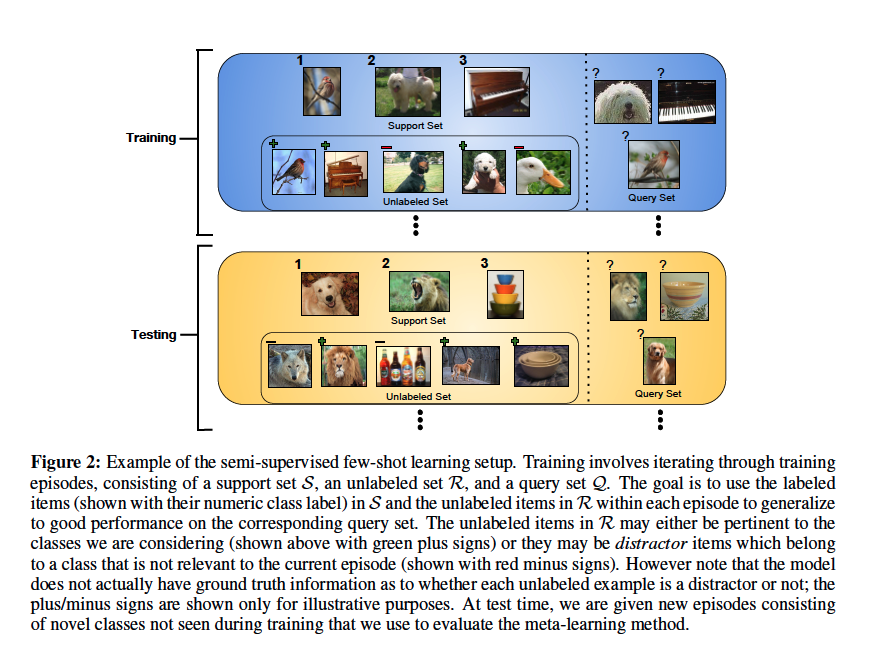 1 2 3 ? ?
Support Set
?
Training
+ + − + −
Unlabeled Set Query Set
1 2 3 ? ?
Support Set
?
Testing
− + − + +
Unlabeled Set Query Set
Figure 2: Example of the semi-supervised few-shot learning setup. Training involves iterating through training
episodes, consisting of a support set S, an unlabeled set R, and a query set Q. The goal is to use the labeled
items (shown with their numeric class label) in S and the unlabeled items in R within each episode to generalize
to good performance on the corresponding query set. The unlabeled items in R may either be pertinent to the
classes we are considering (shown above with green plus signs) or they may be distractor items which belong
to a class that is not relevant to the current episode (shown with red minus signs). However note that the model
does not actually have ground truth information as to whether each unlabeled example is a distractor or not; the
plus/minus signs are shown only for illustrative purposes. At test time, we are given new episodes consisting
of novel classes not seen during training that we use to evaluate the meta-learning method.